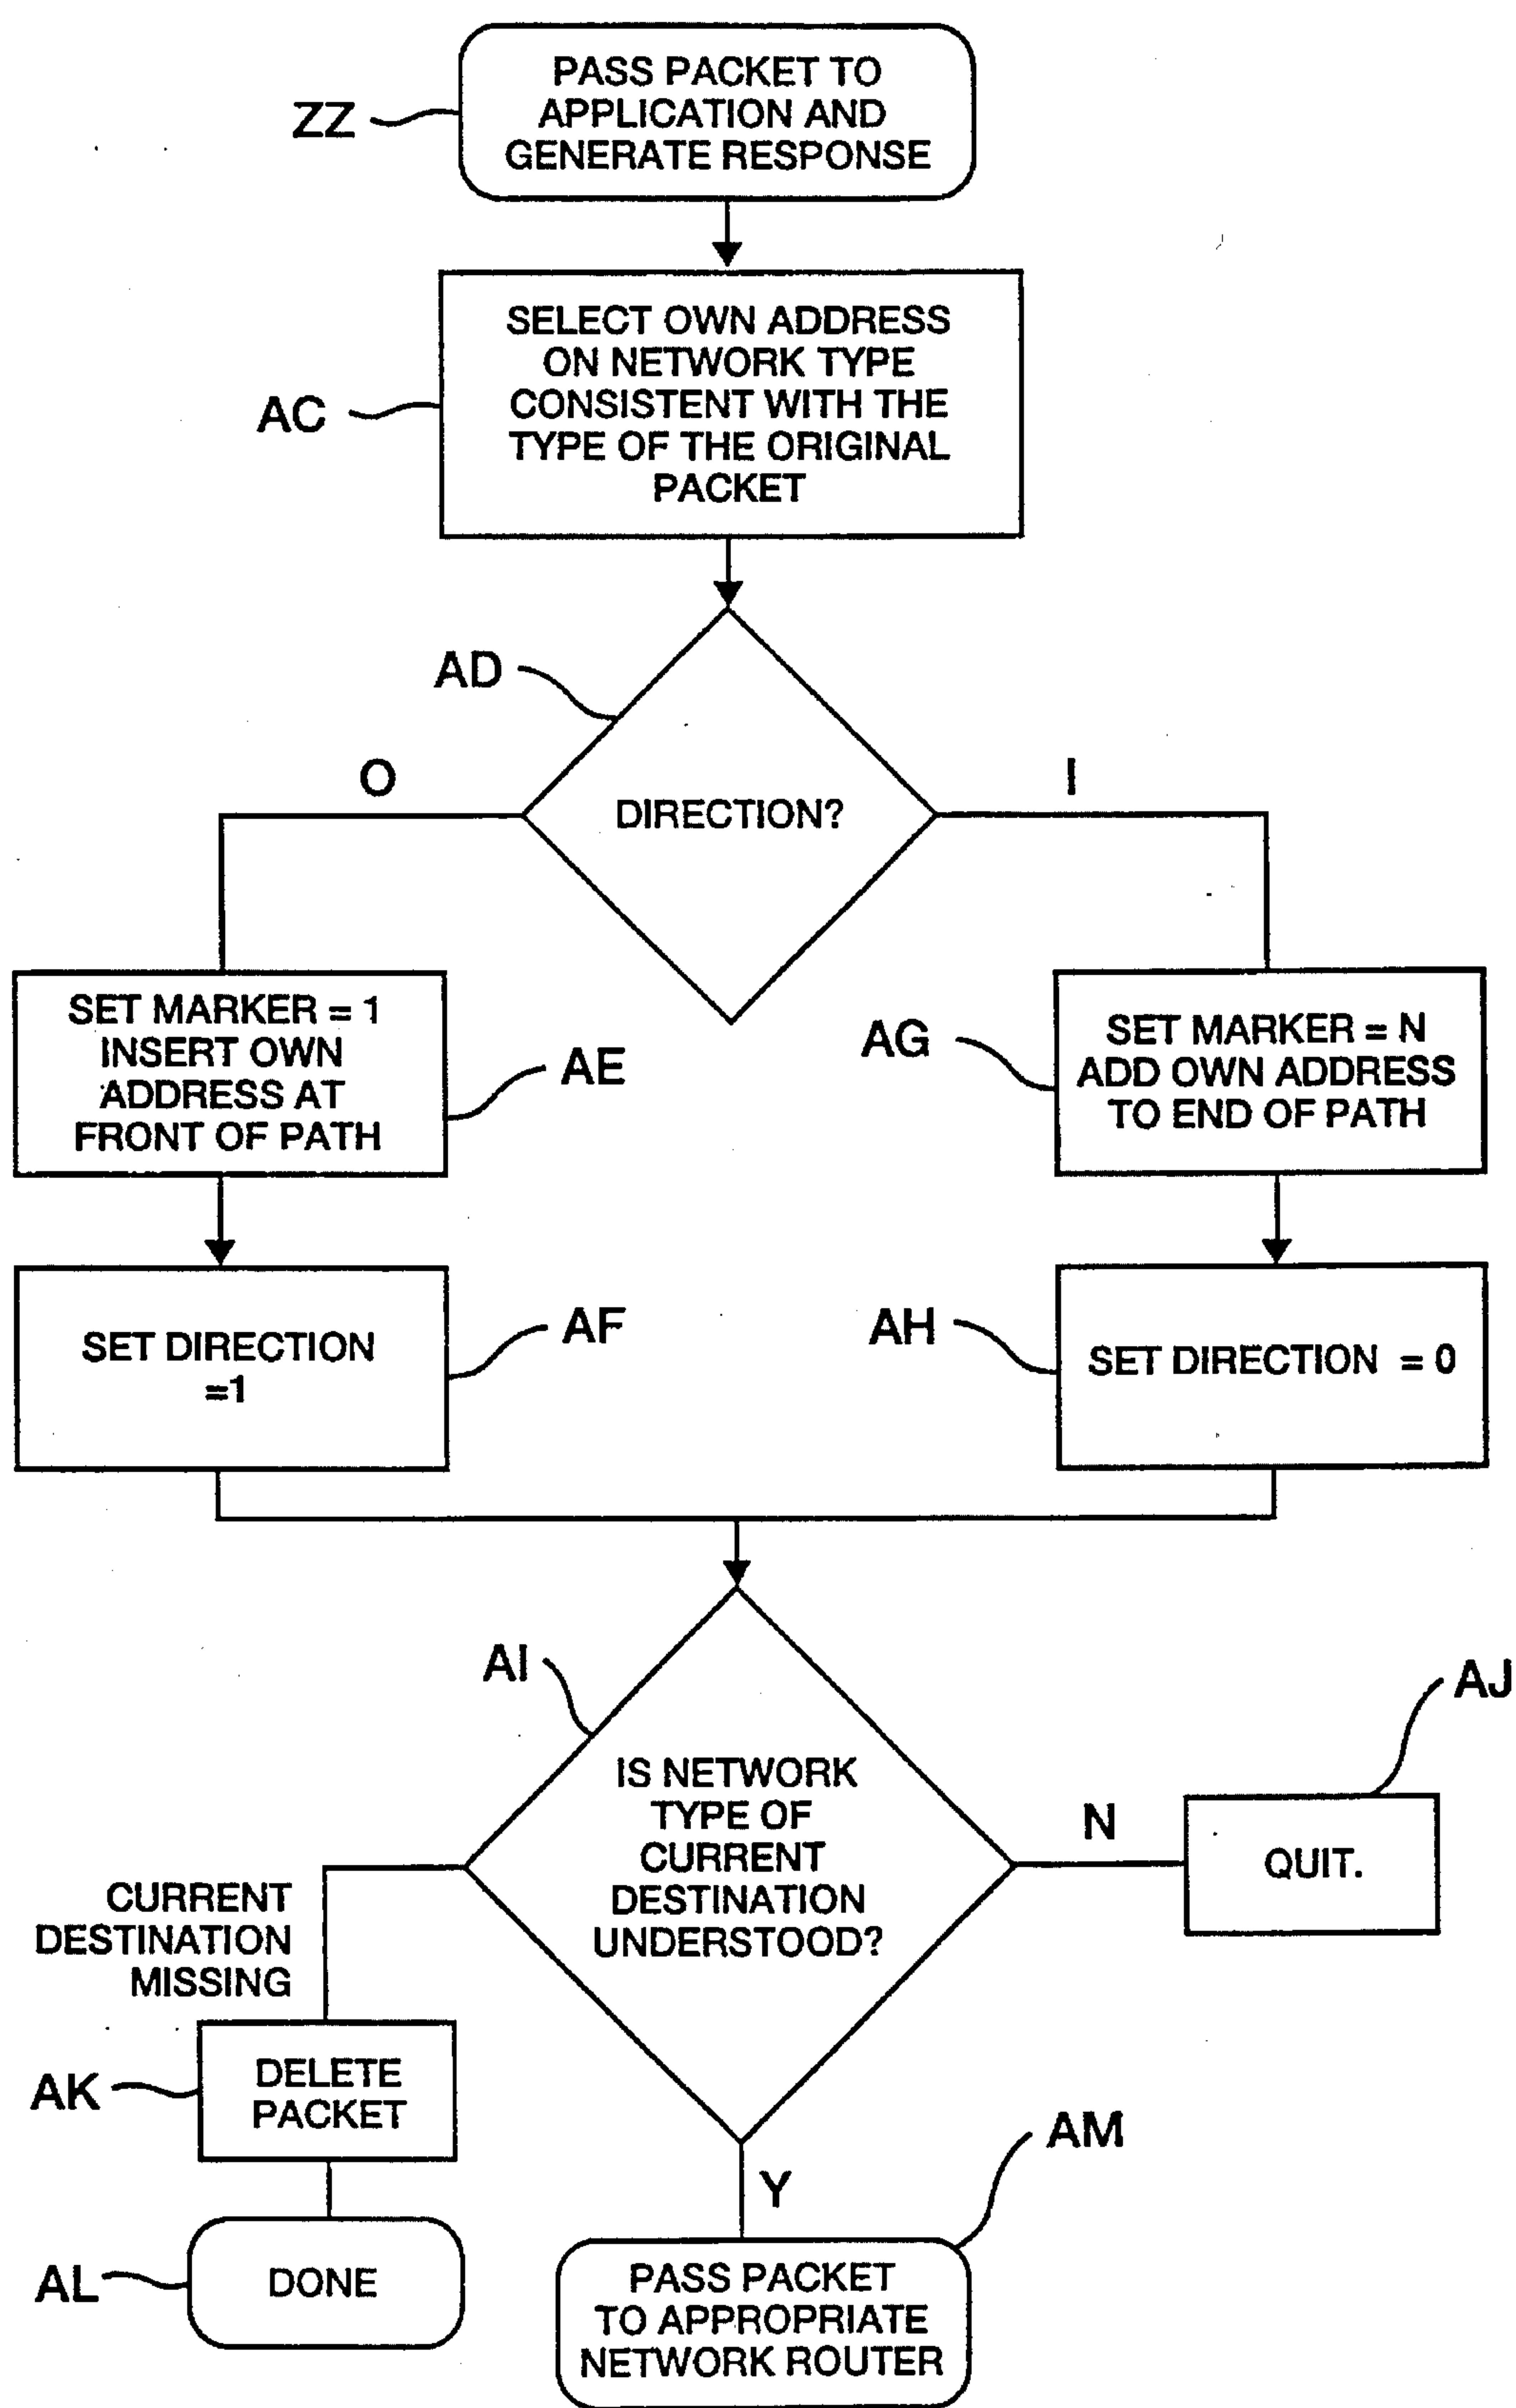 PASS PACKET TO
APPLICATION AND
GENERATE RESPONSE
ZZ
SELECT OWN ADDRESS
ON NETWORK TYPE
CONSISTENT WITH THE
TYPE OF THE ORIGINAL
PACKET
AC
AD
DIRECTION?
O
I
SET MARKER = 1
INSERT OWN
ADDRESS AT
FRONT OF PATH
AE
AG
SET MARKER = N
ADD OWN ADDRESS
TO END OF PATH
SET DIRECTION
=1
AF
AH
SET DIRECTION = 0
AI
IS NETWORK
TYPE OF
CURRENT
DESTINATION
UNDERSTOOD?
N
AJ
QUIT.
CURRENT
DESTINATION
MISSING
AK
DELETE
PACKET
Y
AM
AL
DONE
PASS PACKET
TO APPROPRIATE
NETWORK ROUTER